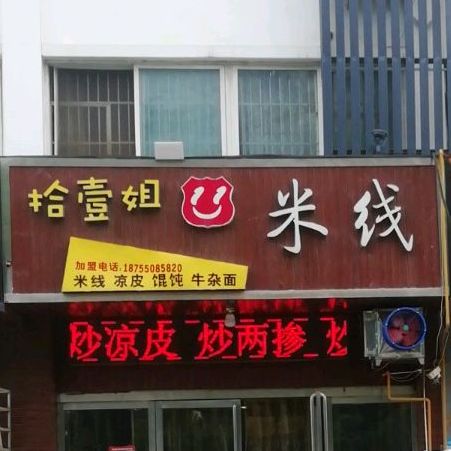 拾壹姐 米线
加盟电话:18755085820
米线 凉皮 馄饨 牛杂面
炒凉皮 炒两掺 炒